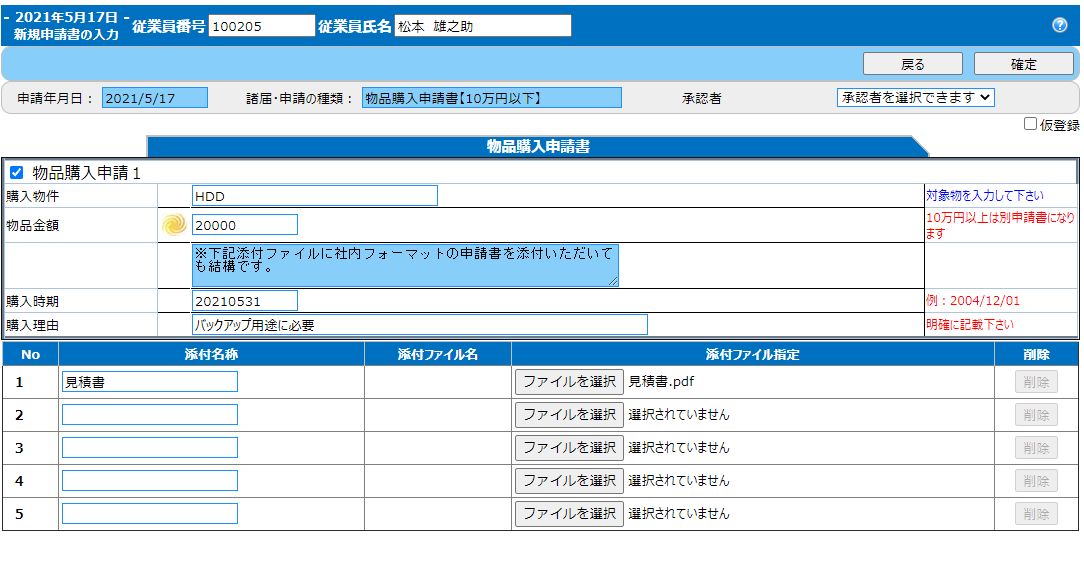 - 2021年5月17日 -
新規申請書の入力
従業員番号 100205 従業員氏名 松本 雄之助
戻る 確定
申請年月日： 2021/5/17 諸届・申請の種類： 物品購入申請書【10万円以下】 承認者 承認者を選択できます
仮登録
物品購入申請書
物品購入申請１
購入物件 HDD 対象物を入力して下さい
物品金額 20000 10万円以上は別申請書になり
ます
※下記添付ファイルに社内フォーマットの申請書を添付いただいて
も結構です。
購入時期 20210531 例：2004/12/01
購入理由 バックアップ用途に必要 明確に記載下さい
No 添付名称 添付ファイル名 添付ファイル指定 削除
1 見積書 ファイルを選択 見積書.pdf 削除
2 ファイルを選択 選択されていません 削除
3 ファイルを選択 選択されていません 削除
4 ファイルを選択 選択されていません 削除
5 ファイルを選択 選択されていません 削除